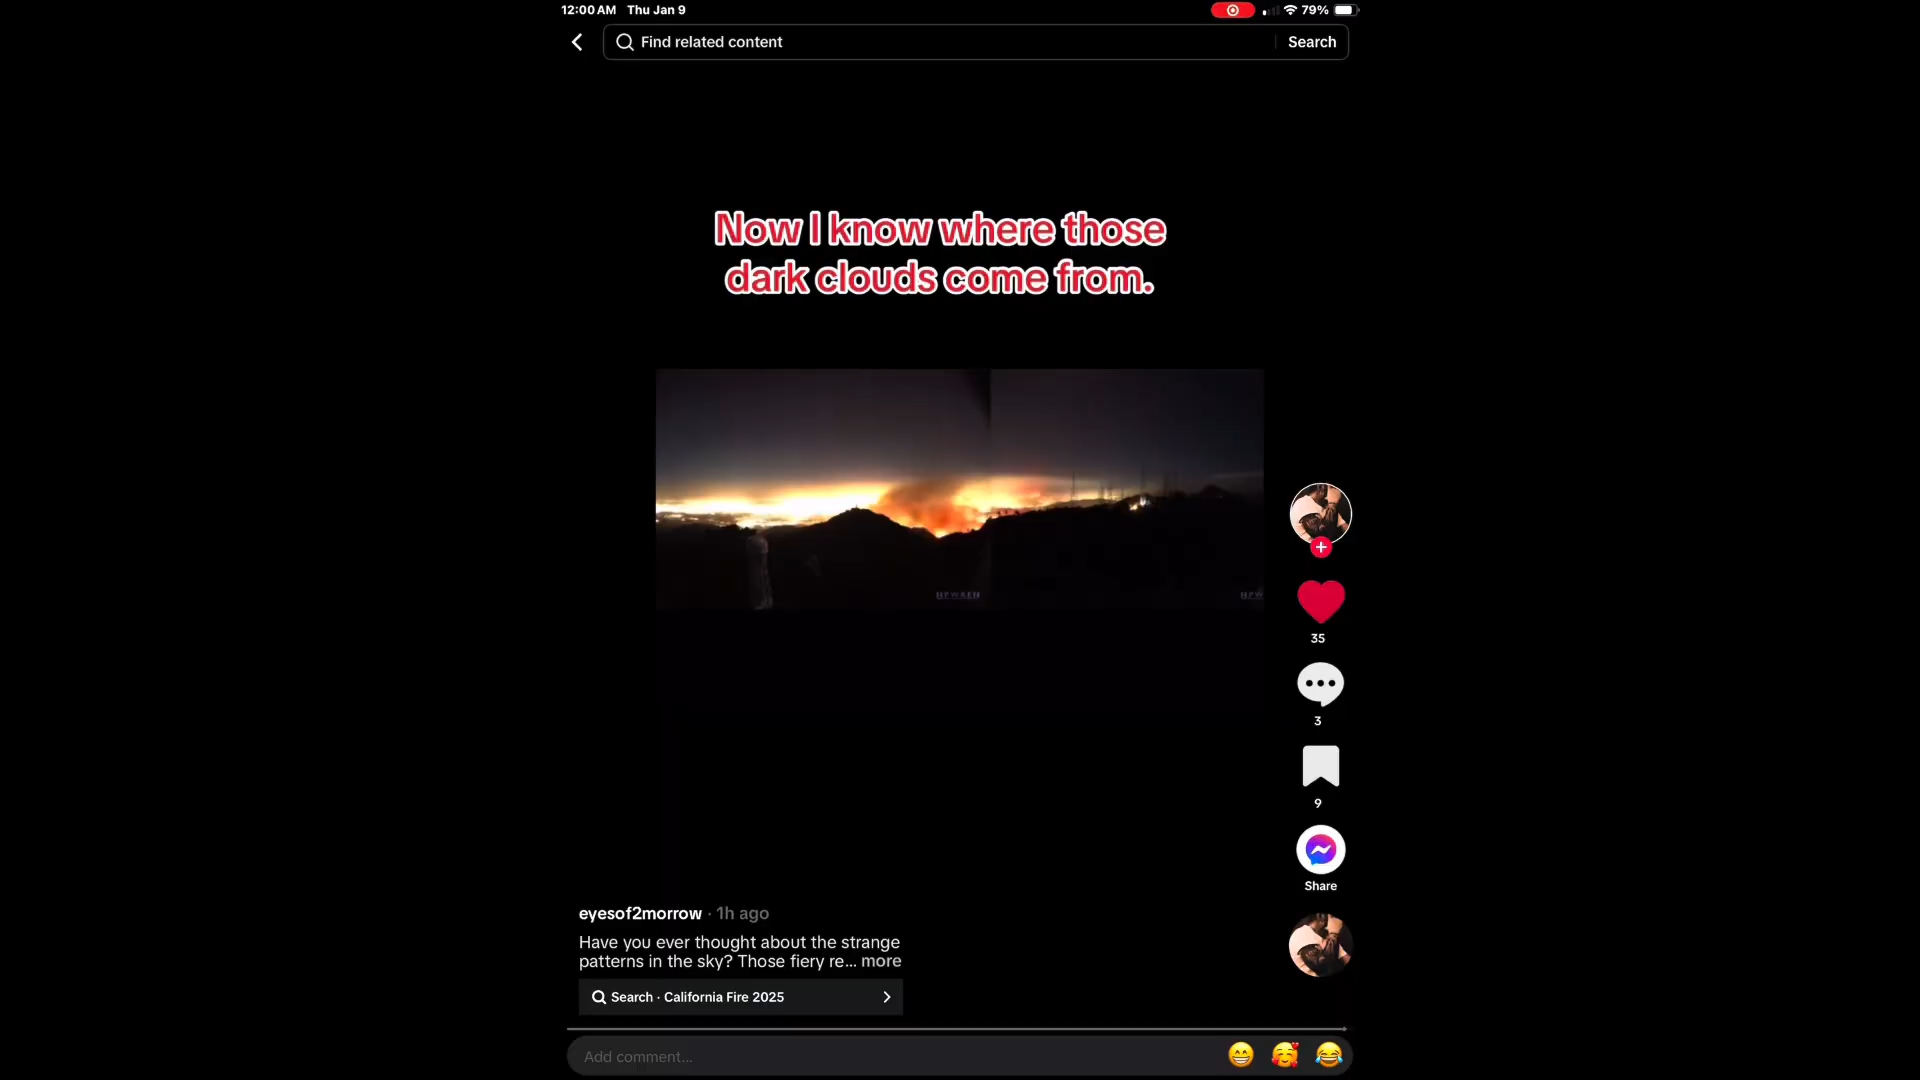 12:00 AM Thu Jan 9
79%
Find related content
Search
Now I know where those
dark clouds come from.
35
3
9
Share
eyesof2morrow · 1h ago
Have you ever thought about the strange
patterns in the sky? Those fiery re... more
Search · California Fire 2025
Add comment...